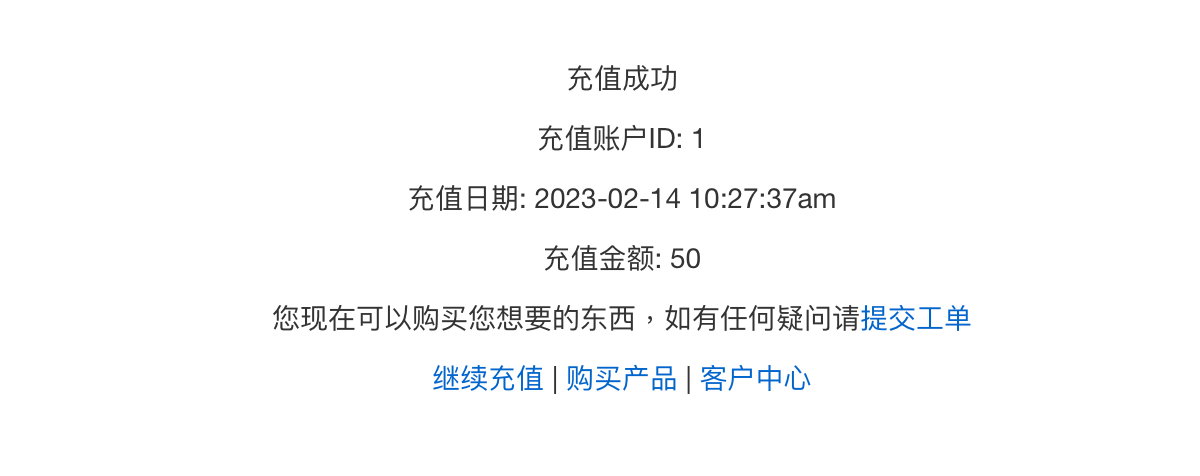 充值成功
充值账户ID: 1
充值日期: 2023-02-14 10:27:37am
充值金额: 50
您现在可以购买您想要的东西，如有任何疑问请提交工单
继续充值 | 购买产品 | 客户中心